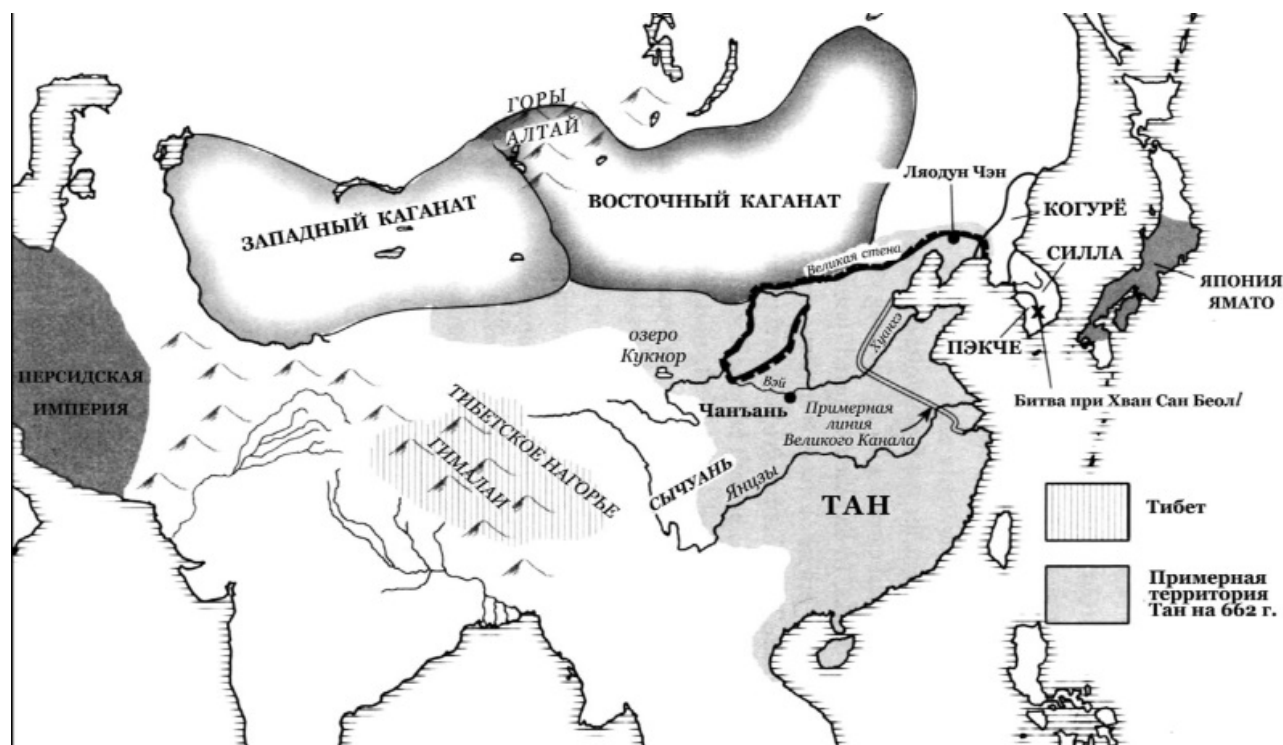 ГОРЫ
АЛТАЙ
ЗАПАДНЫЙ КАГАНАТ
ВОСТОЧНЫЙ КАГАНАТ
Ляодун Чэн
КОГУРЁ
Великая стена
СИЛЛА
ЯПОНИЯ
ЯМАТО
озеро
Кукнор
Хуанхэ
ПЭКЧЕ
ПЕРСИДСКАЯ
ИМПЕРИЯ
Вэй
Чанъань
Примерная
линия
Великого Канала
Битва при Хван Сан Беол/
ТИБЕТСКОЕ НАГОРЬЕ
ГИМАЛАИ
СЫЧУАНЬ
Янцзы
ТАН
Тибет
Примерная
территория
Тан на 662 г.